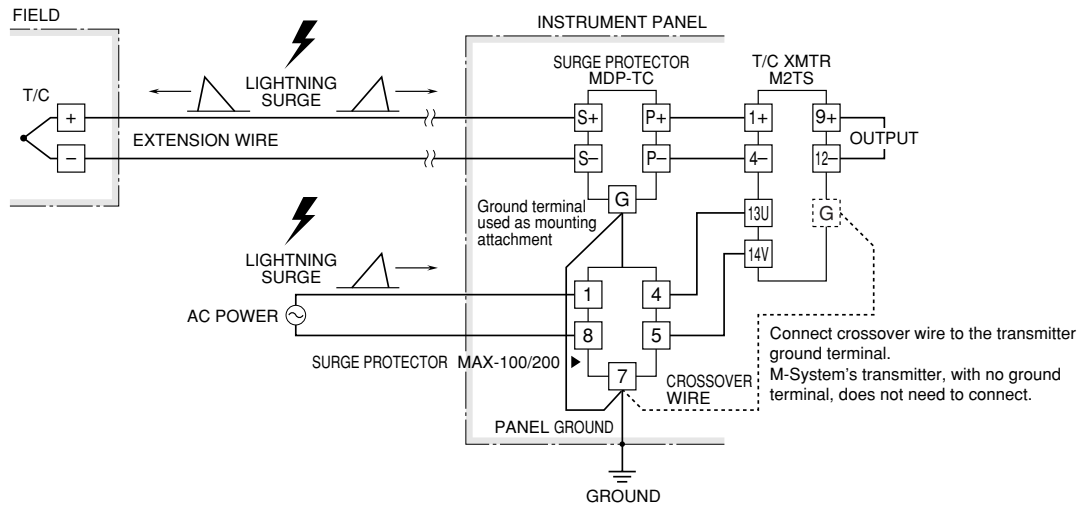 FIELD
INSTRUMENT PANEL
SURGE PROTECTOR
MDP-TC
T/C XMTR
M2TS
T/C
LIGHTNING
SURGE
+
S+
P+
1+
9+
EXTENSION WIRE
OUTPUT
–
S–
P–
4–
12–
G
Ground terminal
used as mounting
attachment
13U
G
14V
LIGHTNING
SURGE
1
4
AC POWER
8
5
SURGE PROTECTOR MAX-100/200
7
CROSSOVER
WIRE
Connect crossover wire to the transmitter
ground terminal.
M-System's transmitter, with no ground
terminal, does not need to connect.
PANEL GROUND
GROUND